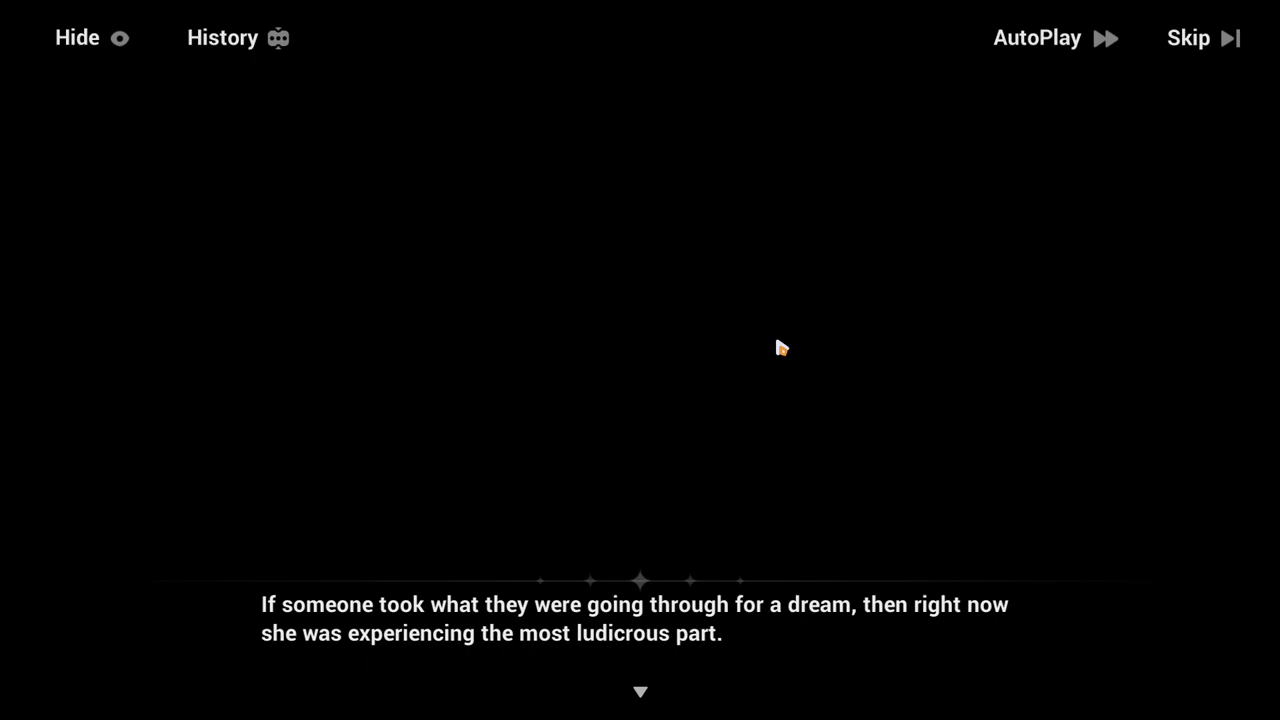 Hide
History
AutoPlay
Skip
If someone took what they were going through for a dream, then right now
she was experiencing the most ludicrous part.